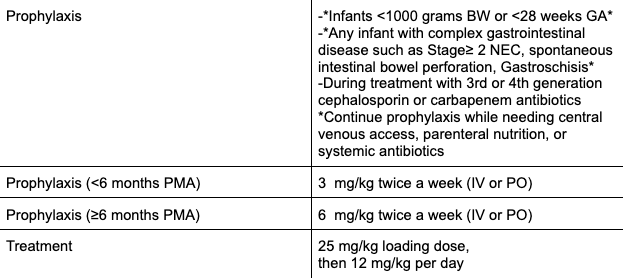 Prophylaxis
-*Infants <1000 grams BW or <28 weeks GA*
-*Any infant with complex gastrointestinal
disease such as Stage≥ 2 NEC, spontaneous
intestinal bowel perforation, Gastroschisis*
-During treatment with 3rd or 4th generation
cephalosporin or carbapenem antibiotics
*Continue prophylaxis while needing central
venous access, parenteral nutrition, or
systemic antibiotics
Prophylaxis (<6 months PMA)
3 mg/kg twice a week (IV or PO)
Prophylaxis (≥6 months PMA)
6 mg/kg twice a week (IV or PO)
Treatment
25 mg/kg loading dose,
then 12 mg/kg per day